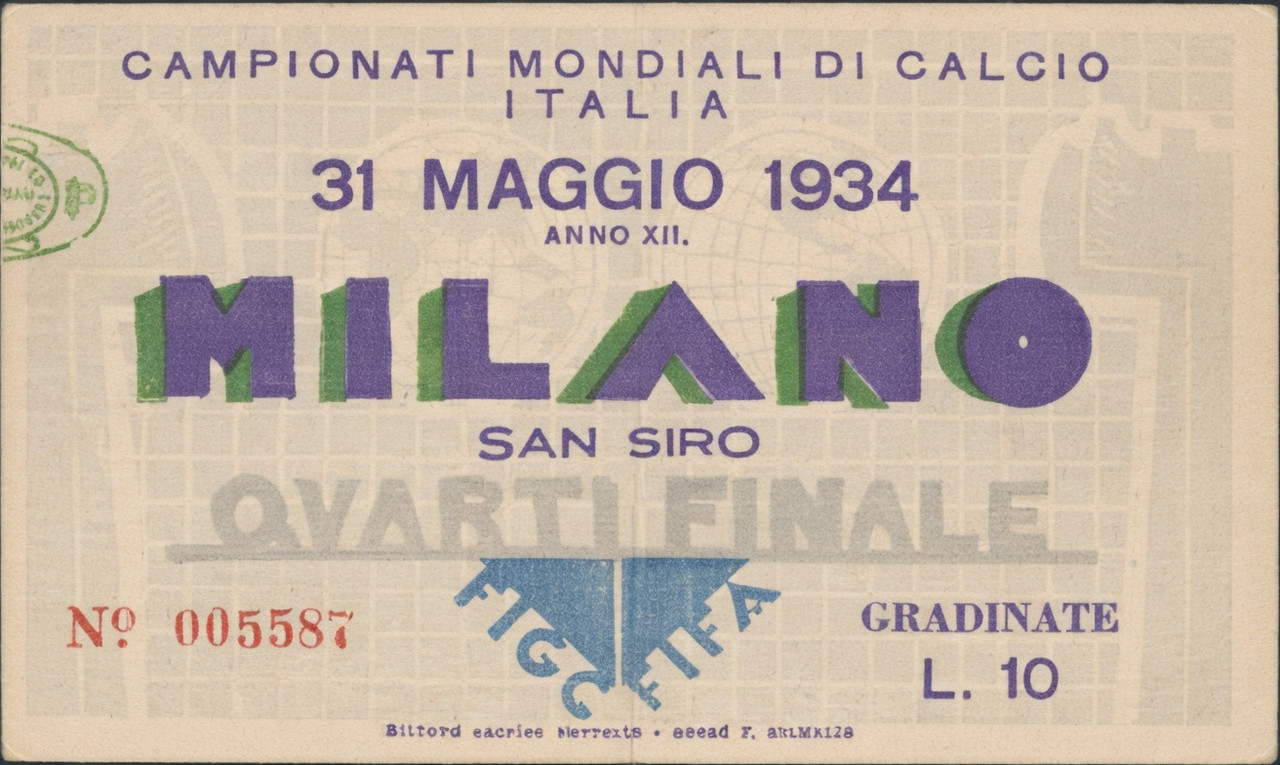 CAMPIONATI MONDIALI DI CALCIO
ITALIA
31 MAGGIO 1934
ANNO XII.
MILANO
SAN SIRO
QVARTI FINALE
FIGC FIFA
Nº 005587
GRADINATE
L. 10